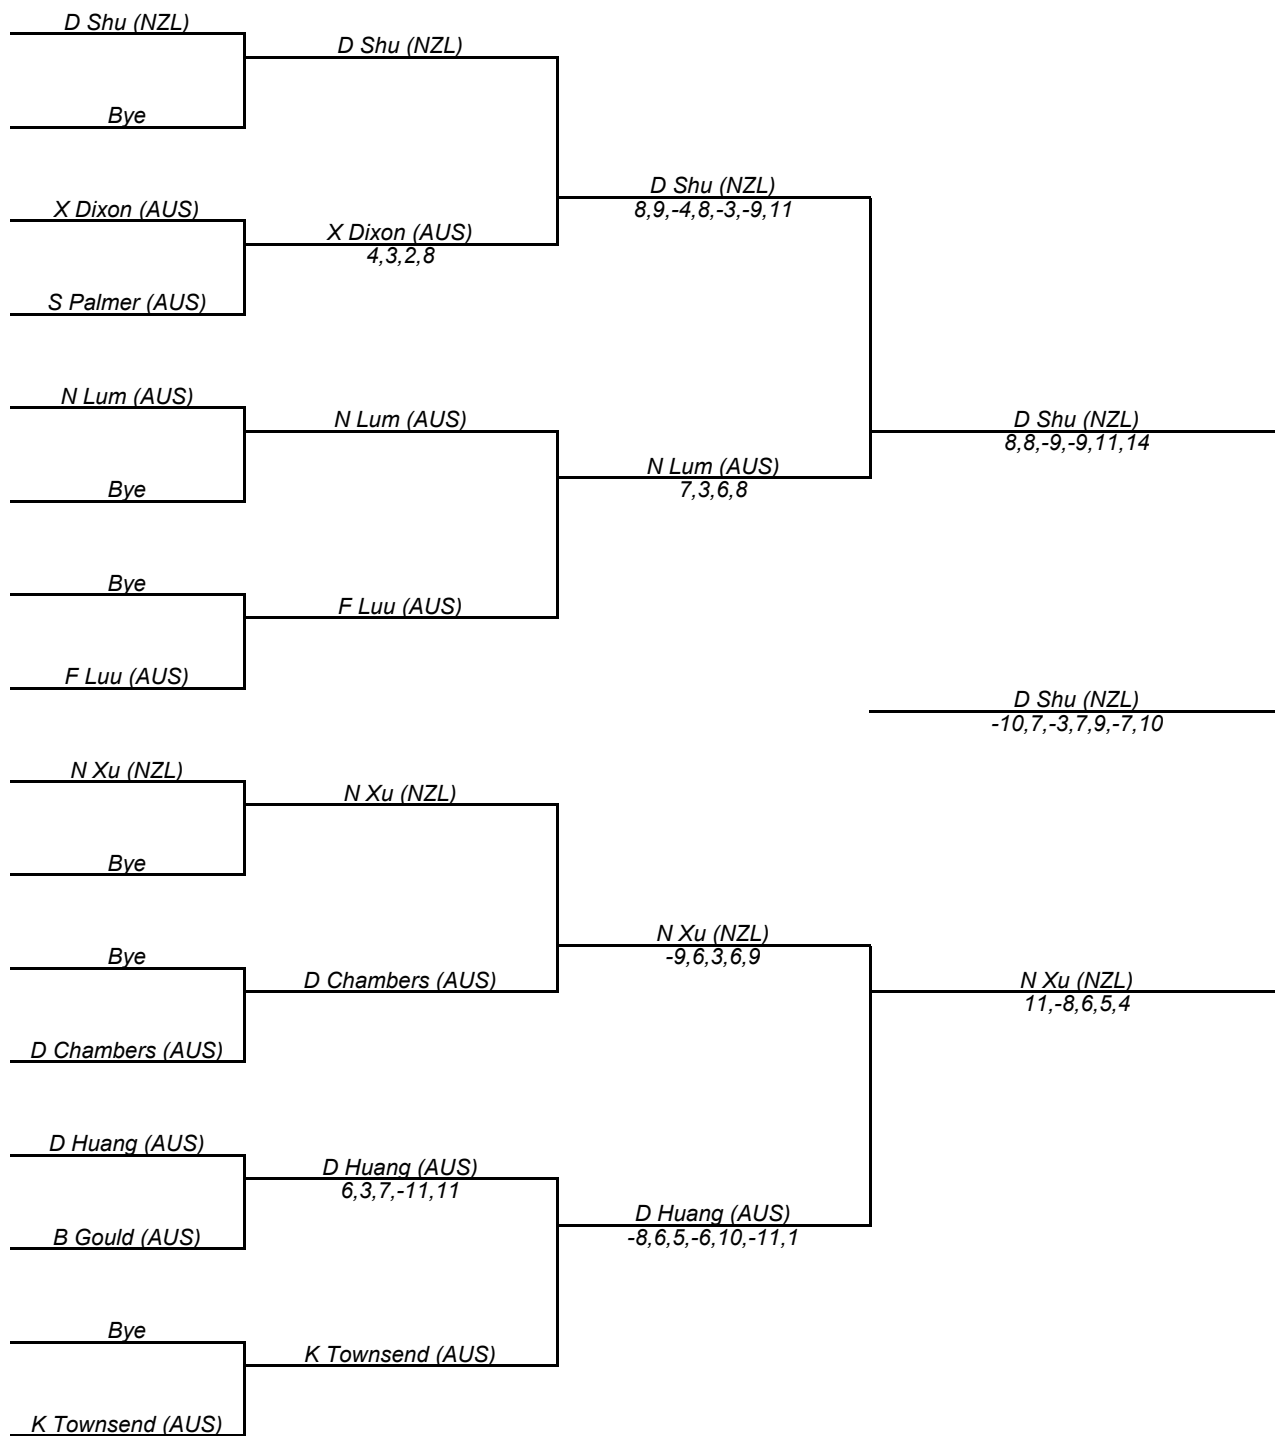 D Shu (NZL)
D Shu (NZL)
Bye
D Shu (NZL)
8,9,-4,8,-3,-9,11
X Dixon (AUS)
X Dixon (AUS)
4,3,2,8
S Palmer (AUS)
N Lum (AUS)
N Lum (AUS)
D Shu (NZL)
8,8,-9,-9,11,14
N Lum (AUS)
7,3,6,8
Bye
Bye
F Luu (AUS)
F Luu (AUS)
D Shu (NZL)
-10,7,-3,7,9,-7,10
N Xu (NZL)
N Xu (NZL)
Bye
N Xu (NZL)
-9,6,3,6,9
Bye
D Chambers (AUS)
N Xu (NZL)
11,-8,6,5,4
D Chambers (AUS)
D Huang (AUS)
D Huang (AUS)
6,3,7,-11,11
D Huang (AUS)
-8,6,5,-6,10,-11,1
B Gould (AUS)
Bye
K Townsend (AUS)
K Townsend (AUS)